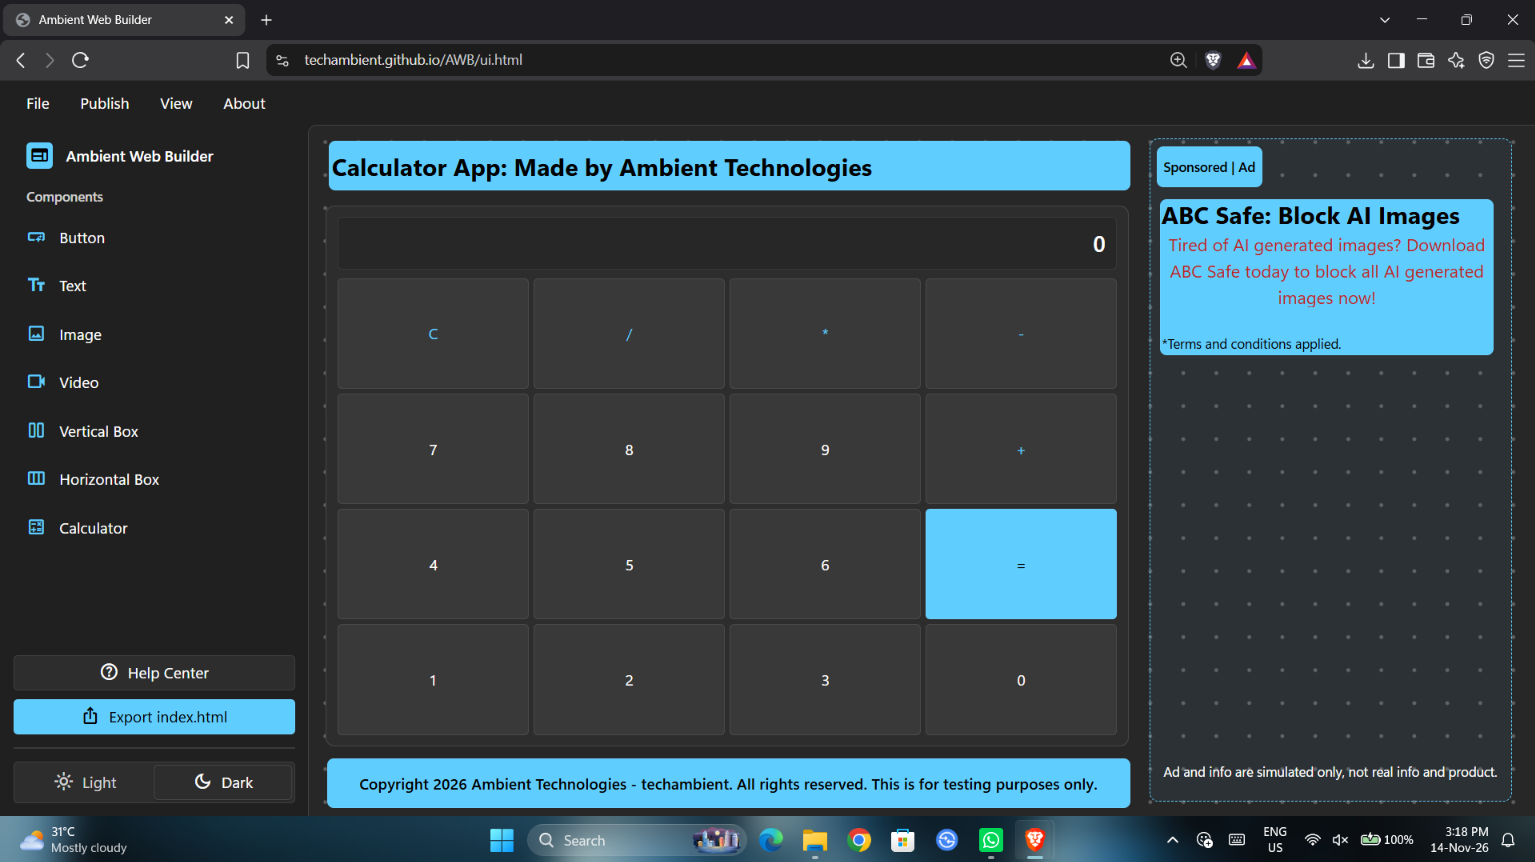 Ambient Web Builder
techambient.github.io/AWB/ui.html
File Publish View About
Ambient Web Builder
Components
Button
Text
Image
Video
Vertical Box
Horizontal Box
Calculator
Help Center
Export index.html
Light Dark
Calculator App: Made by Ambient Technologies
0
C / * -
7 8 9 +
4 5 6 =
1 2 3 0
Copyright 2026 Ambient Technologies - techambient. All rights reserved. This is for testing purposes only.
Sponsored | Ad
ABC Safe: Block AI Images
Tired of AI generated images? Download
ABC Safe today to block all AI generated
images now!
*Terms and conditions applied.
Ad and info are simulated only, not real info and product.
31°C
Mostly cloudy
Search
ENG
US
100%
3:18 PM
14-Nov-26